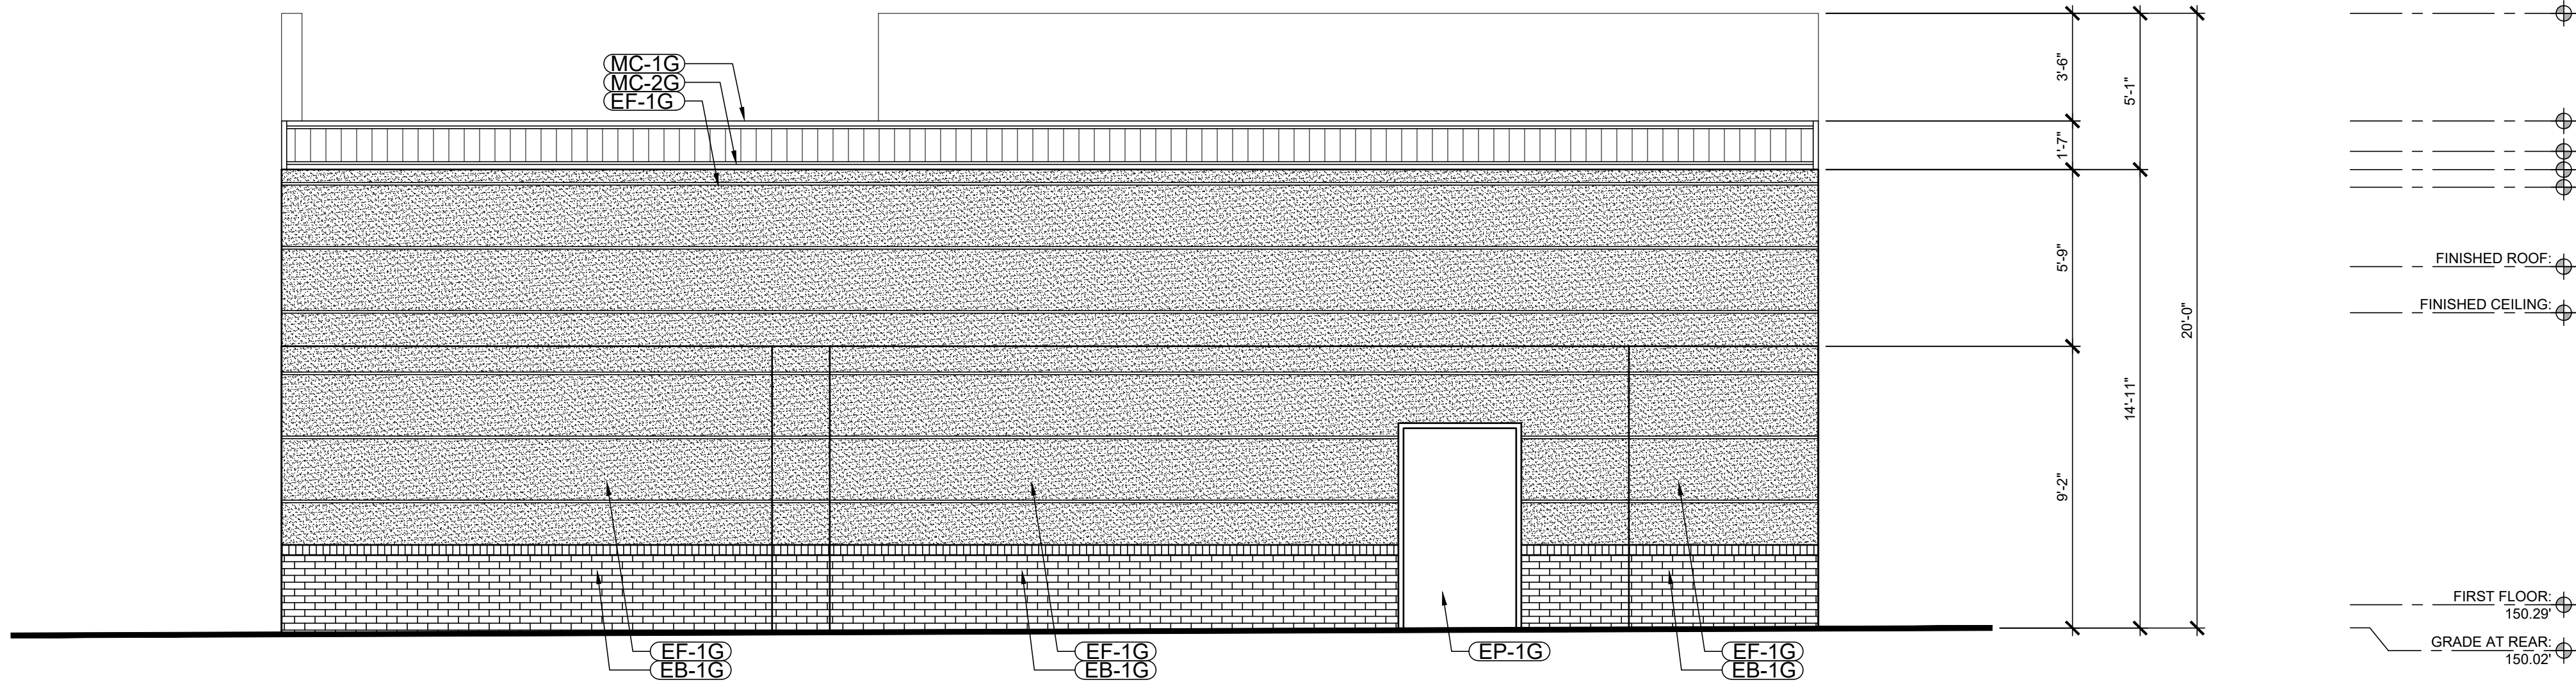 MC-1G
MC-2G
EF-1G
3'-6"
5'-1"
1'-7"
5'-9"
20'-0"
14'-11"
9'-2"
FINISHED ROOF:
FINISHED CEILING:
FIRST FLOOR:
150.29'
GRADE AT REAR:
150.02'
EF-1G
EB-1G
EF-1G
EB-1G
EP-1G
EF-1G
EB-1G